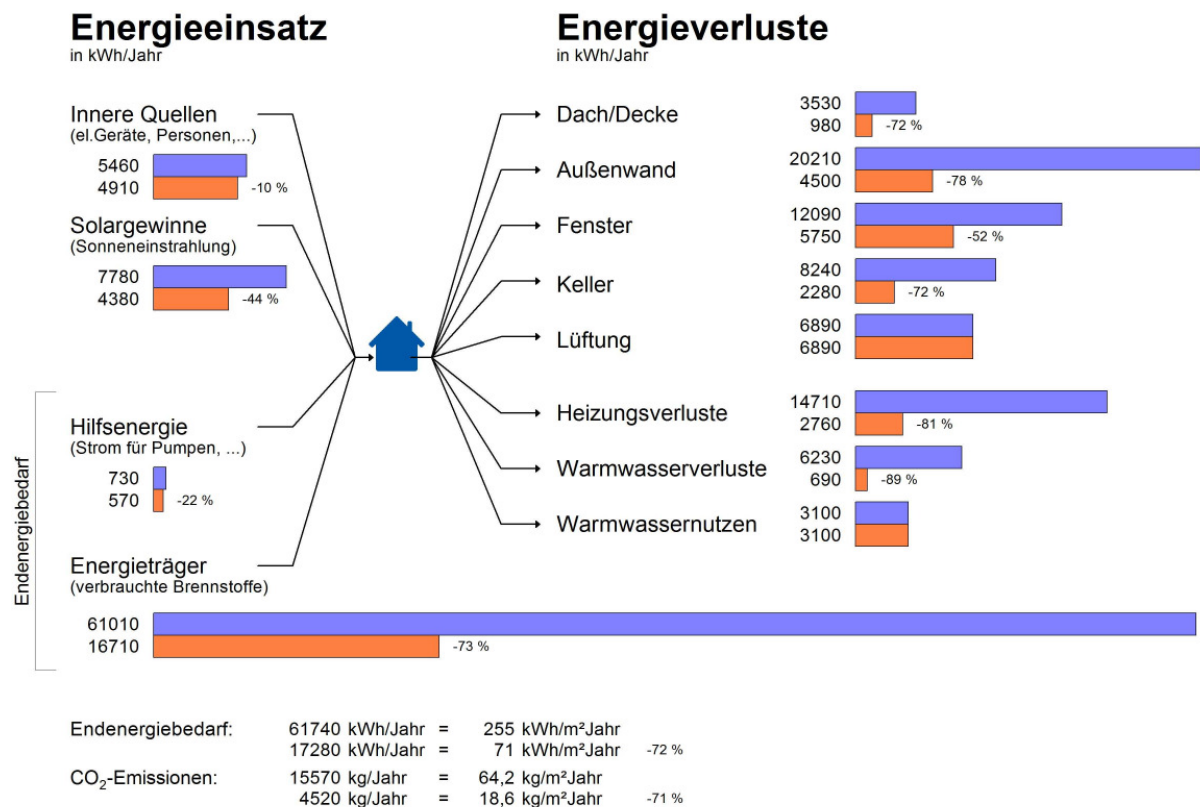 Energieeinsatz
in kWh/Jahr
Innere Quellen
(el.Geräte, Personen,...)
5460
4910 -10 %
Solargewinne
(Sonneneinstrahlung)
7780
4380 -44 %
Endenergiebedarf
Hilfsenergie
(Strom für Pumpen, ...)
730
570 -22 %
Energieträger
(verbrauchte Brennstoffe)
61010
16710 -73 %
Energieverluste
in kWh/Jahr
Dach/Decke
3530
980 -72 %
Außenwand
20210
4500 -78 %
Fenster
12090
5750 -52 %
Keller
8240
2280 -72 %
Lüftung
6890
6890
Heizungsverluste
14710
2760 -81 %
Warmwasserverluste
6230
690 -89 %
Warmwassernutzen
3100
3100
Endenergiebedarf: 61740 kWh/Jahr = 255 kWh/m²Jahr
17280 kWh/Jahr = 71 kWh/m²Jahr -72 %
CO₂-Emissionen: 15570 kg/Jahr = 64,2 kg/m²Jahr
4520 kg/Jahr = 18,6 kg/m²Jahr -71 %